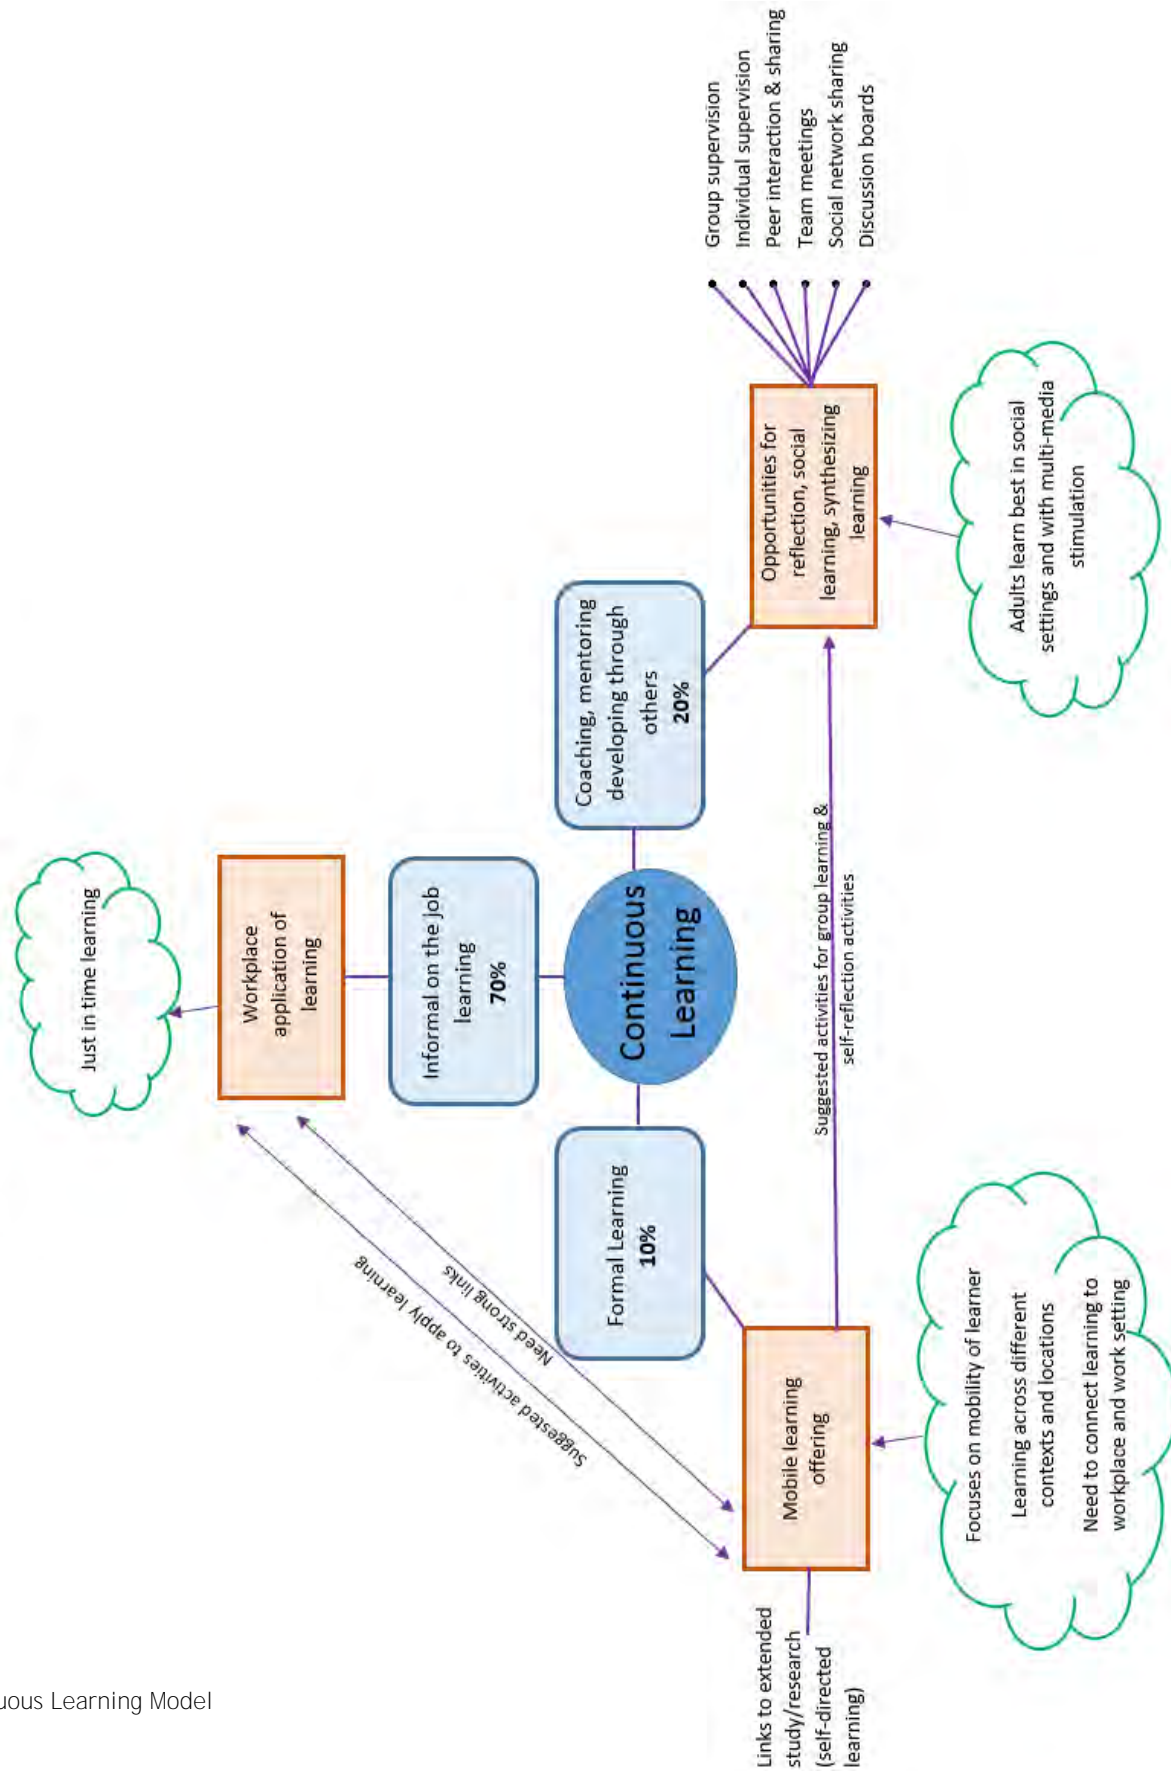 Just in time learning
Workplace
application of
learning
Informal on the job
learning
70%
Continuous
Learning
Formal Learning
10%
Coaching, mentoring
developing through
others
20%
Suggested activities to apply learning
Need strong links
Mobile learning
offering
Links to extended
study/research
(self-directed
learning)
Suggested activities for group learning &
self-reflection activities
Opportunities for
reflection, social
learning, synthesizing
learning
Group supervision
Individual supervision
Peer interaction & sharing
Team meetings
Social network sharing
Discussion boards
Focuses on mobility of learner
Learning across different
contexts and locations
Need to connect learning to
workplace and work setting
Adults learn best in social
settings and with multi-media
stimulation
uous Learning Model